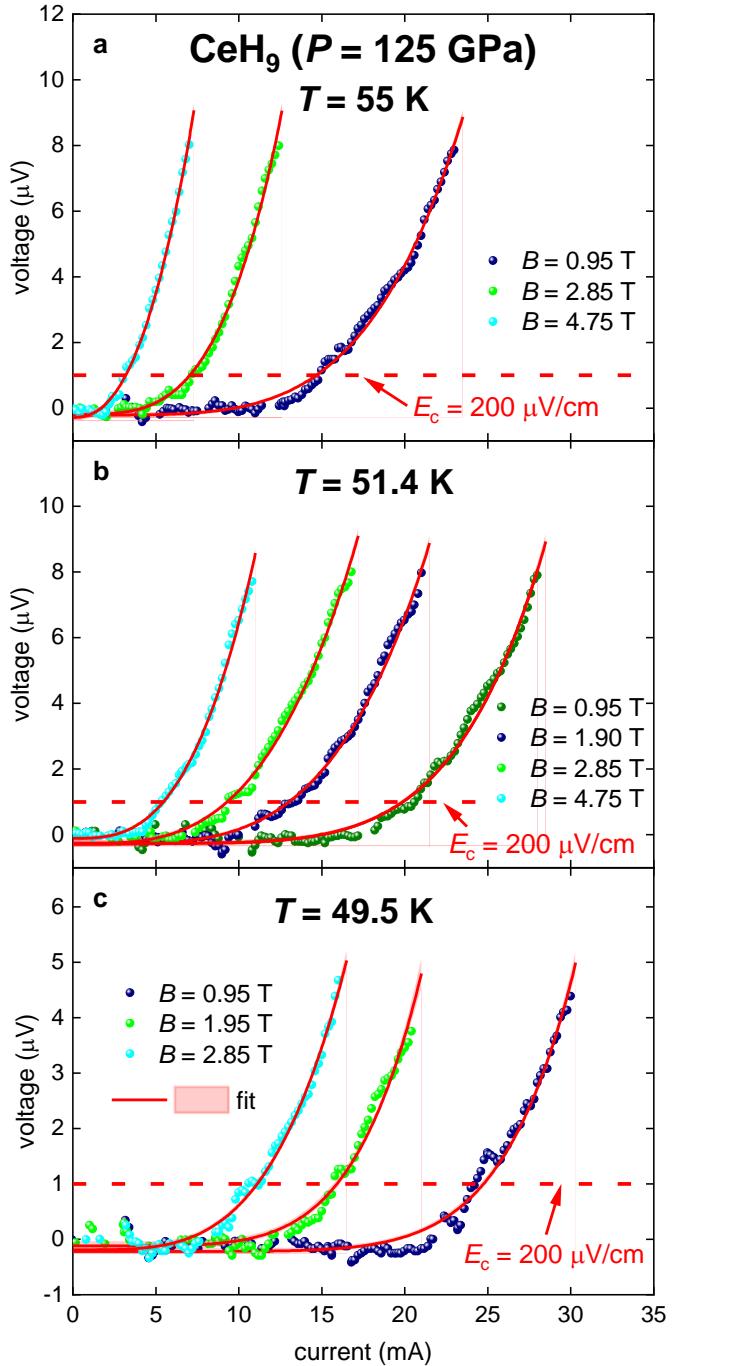 12
a
CeH₉ (P = 125 GPa)
T = 55 K
10
8
6
4
2
0
voltage (μV)
B = 0.95 T
B = 2.85 T
B = 4.75 T
E_c = 200 μV/cm
b
T = 51.4 K
10
8
6
4
2
0
voltage (μV)
B = 0.95 T
B = 1.90 T
B = 2.85 T
B = 4.75 T
E_c = 200 μV/cm
c
T = 49.5 K
6
5
4
3
2
1
0
-1
voltage (μV)
B = 0.95 T
B = 1.95 T
B = 2.85 T
fit
E_c = 200 μV/cm
0 5 10 15 20 25 30 35
current (mA)